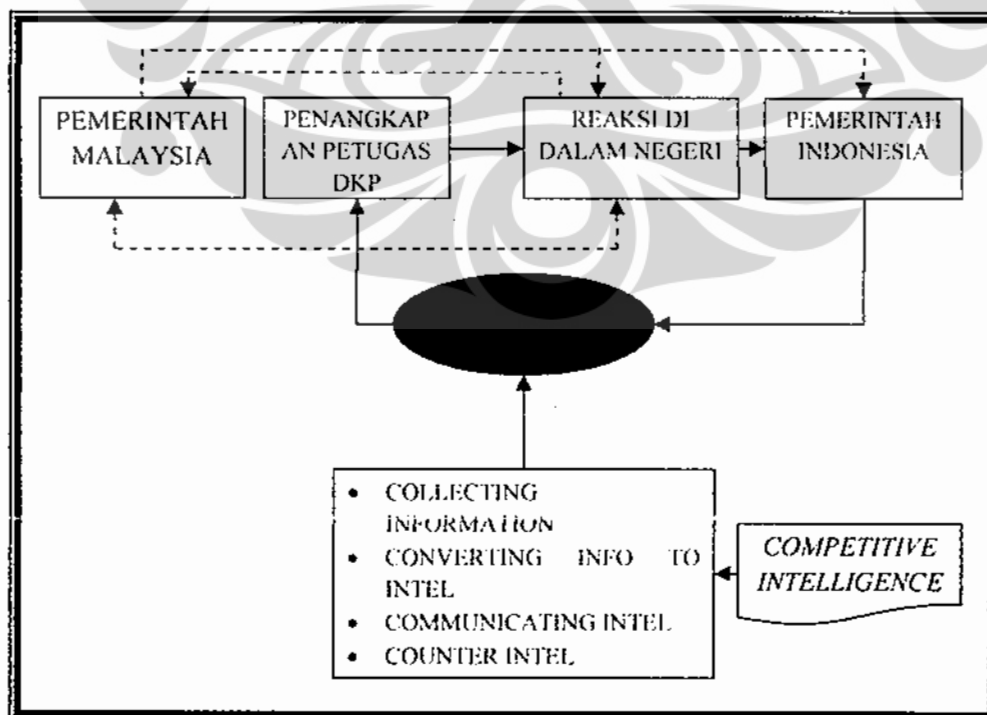 PEMERINTAH
MALAYSIA
PENANGKAP
AN PETUGAS
DKP
REAKSI DI
DALAM NEGERI
PEMERINTAH
INDONESIA
• COLLECTING
INFORMATION
• CONVERTING INFO TO
INTEL
• COMMUNICATING INTEL
• COUNTER INTEL
COMPETITIVE
INTELLIGENCE